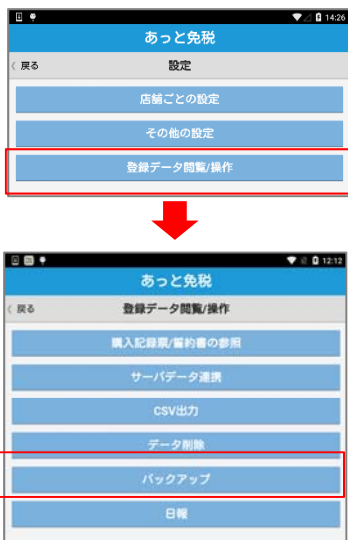 14:26
あっと免税
戻る
設定
店舗ごとの設定
その他の設定
登録データ閲覧/操作
12:12
あっと免税
戻る
登録データ閲覧/操作
購入記録票/誓約書の参照
サーバデータ連携
CSV出力
データ削除
バックアップ
日報